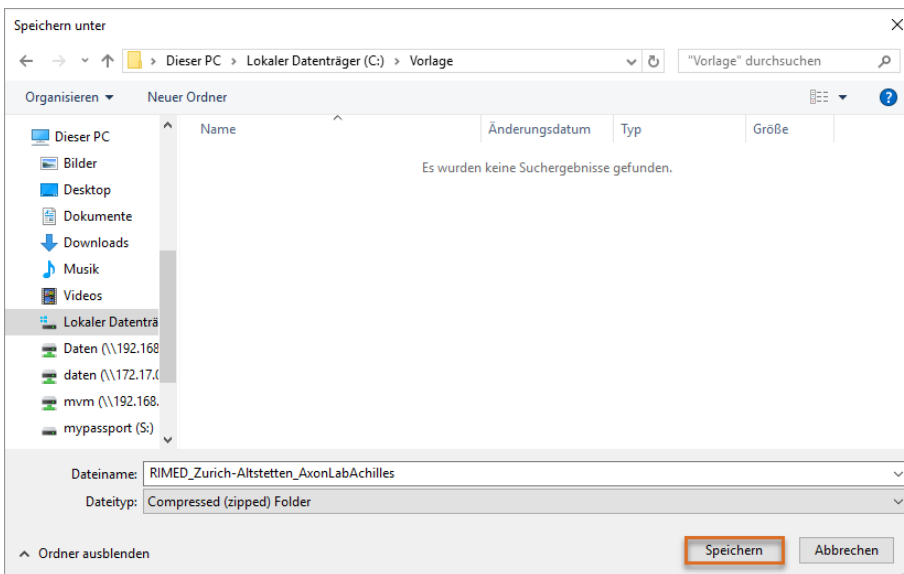 Speichern unter
Dieser PC > Lokaler Datenträger (C:) > Vorlage
"Vorlage" durchsuchen
Organisieren
Neuer Ordner
Name
Änderungsdatum
Typ
Größe
Es wurden keine Suchergebnisse gefunden.
Dieser PC
Bilder
Desktop
Dokumente
Downloads
Musik
Videos
Lokaler Datenträ
Daten (\\192.168
daten (\\172.17.(
mvm (\\192.168.
mypassport (S:)
Dateiname: RIMED_Zurich-Altstetten_AxonLabAchilles
Dateityp: Compressed (zipped) Folder
Ordner ausblenden
Speichern
Abbrechen